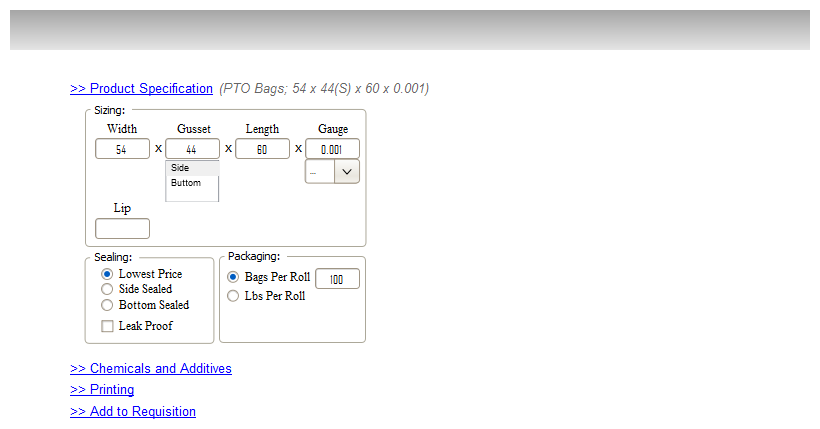 >> Product Specification (PTO Bags; 54 x 44(S) x 60 x 0.001)
Sizing:
Width Gusset Length Gauge
54 x 44 x 60 x 0.001
Side
Buttom
Lip
Sealing:
Lowest Price
Side Sealed
Bottom Sealed
Leak Proof
Packaging:
Bags Per Roll 100
Lbs Per Roll
>> Chemicals and Additives
>> Printing
>> Add to Requisition